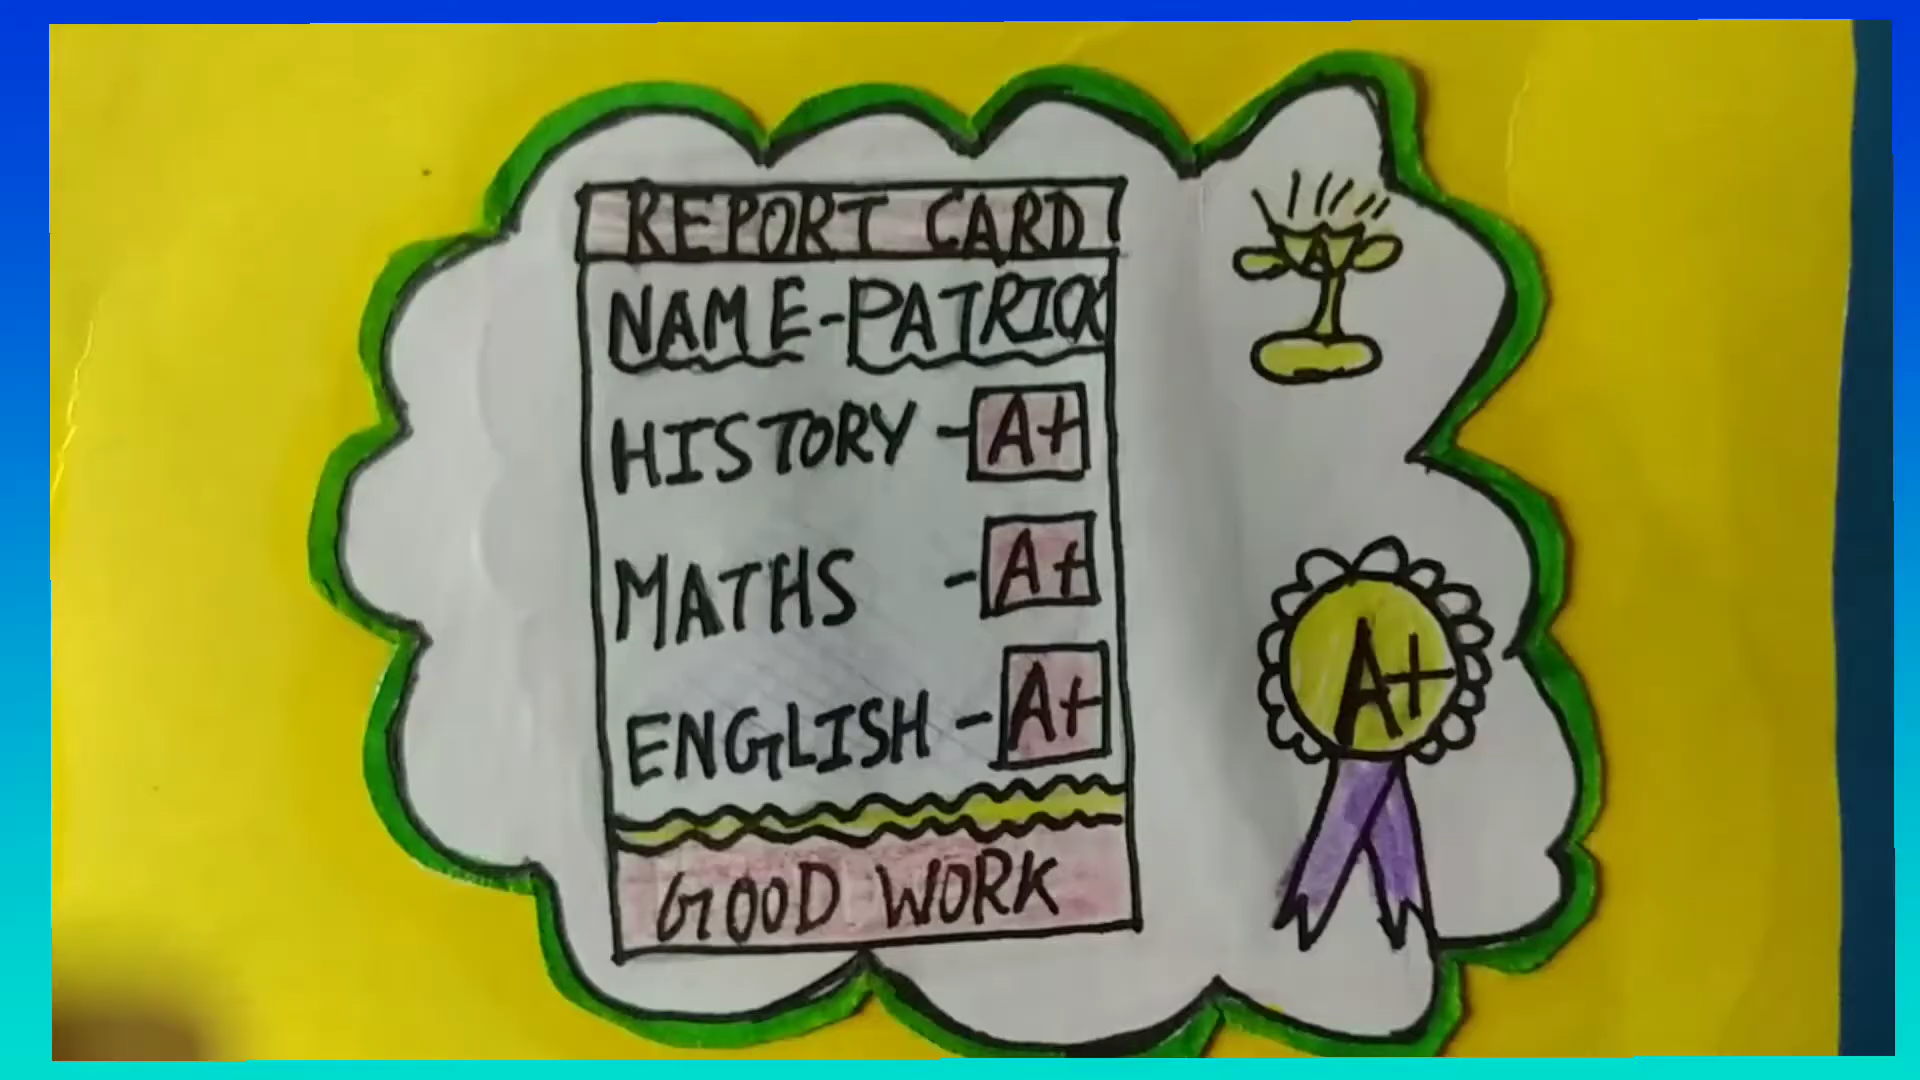 REPORT CARD
NAME-PATRICK
HISTORY - A+
MATHS - A+
ENGLISH - A+
GOOD WORK
A
A+